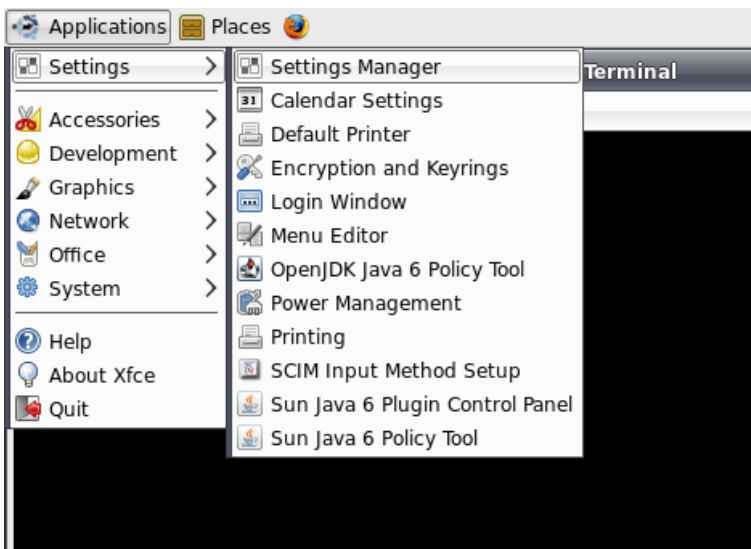 Applications Places
Settings
Accessories
Development
Graphics
Network
Office
System
Help
About Xfce
Quit
Settings Manager
31 Calendar Settings
Default Printer
Encryption and Keyrings
Login Window
Menu Editor
OpenJDK Java 6 Policy Tool
Power Management
Printing
SCIM Input Method Setup
Sun Java 6 Plugin Control Panel
Sun Java 6 Policy Tool
Terminal